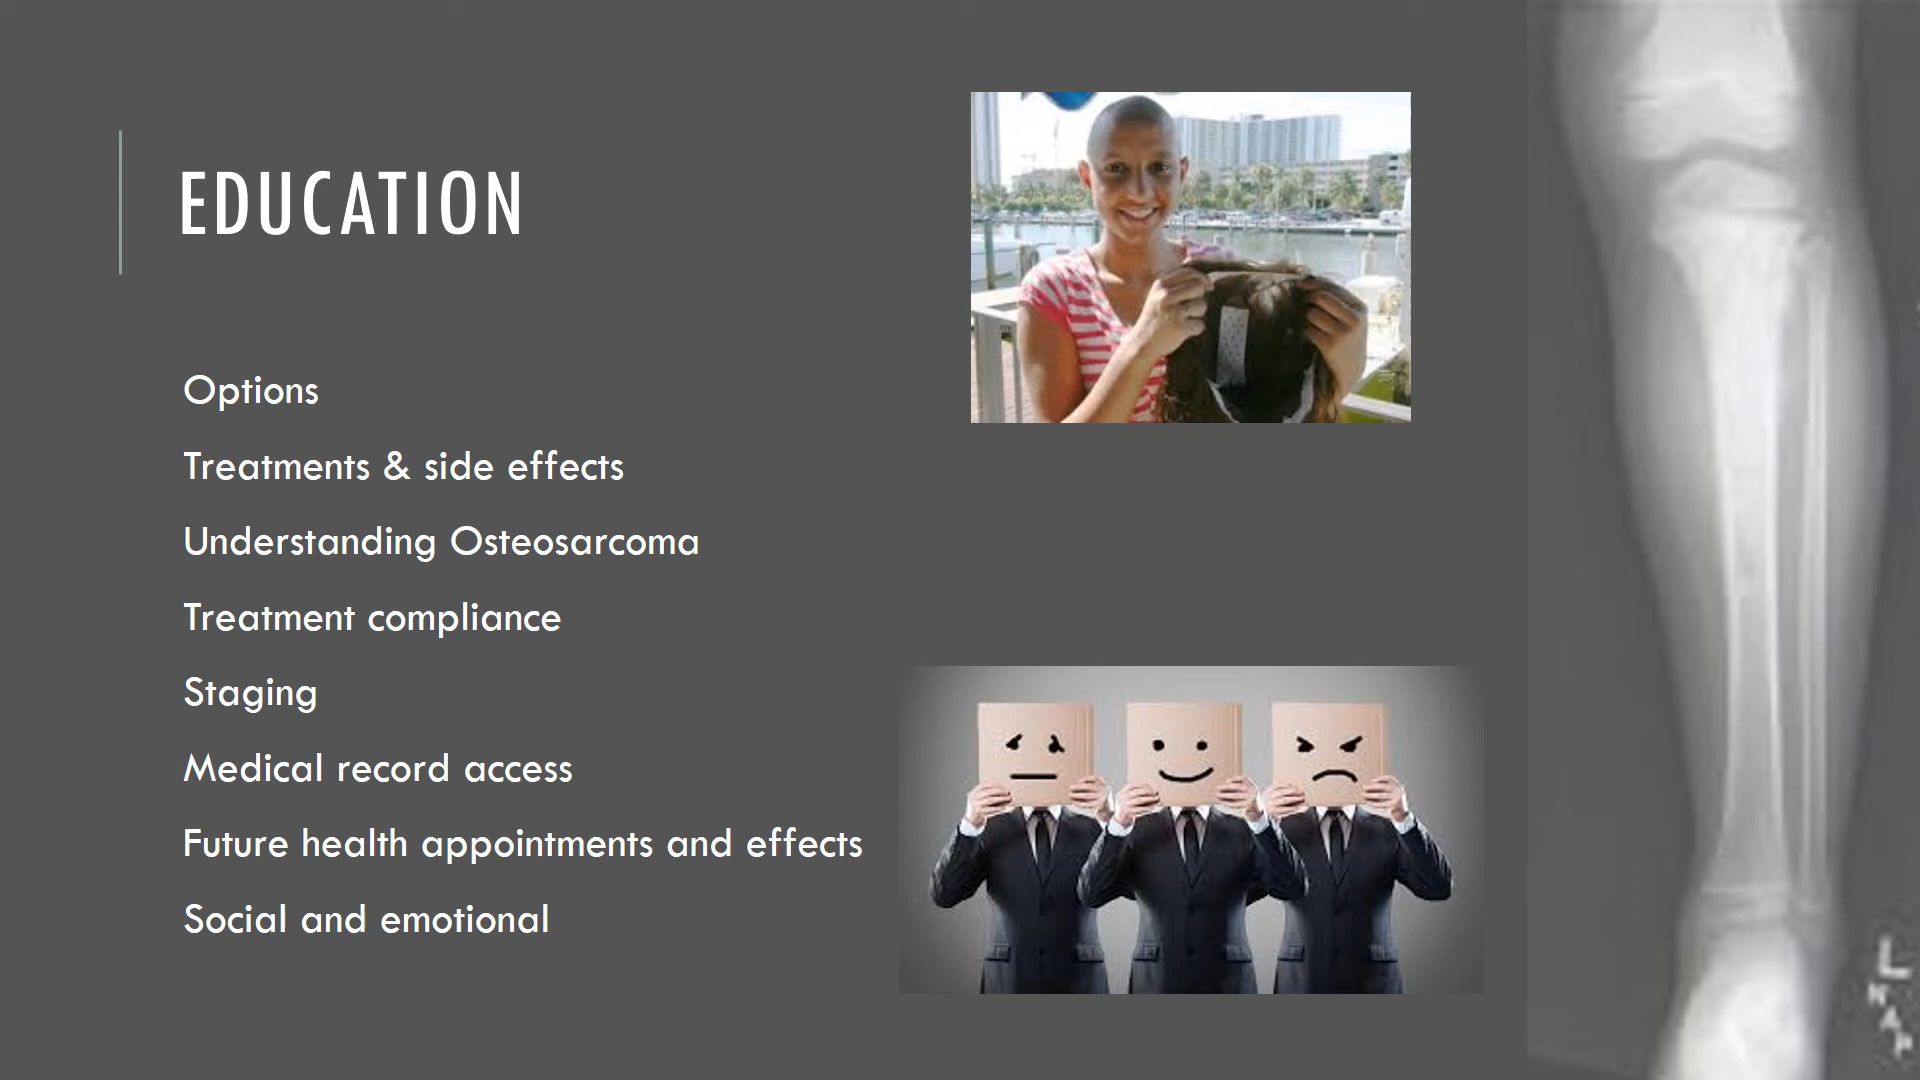 EDUCATION
Options
Treatments & side effects
Understanding Osteosarcoma
Treatment compliance
Staging
Medical record access
Future health appointments and effects
Social and emotional
L